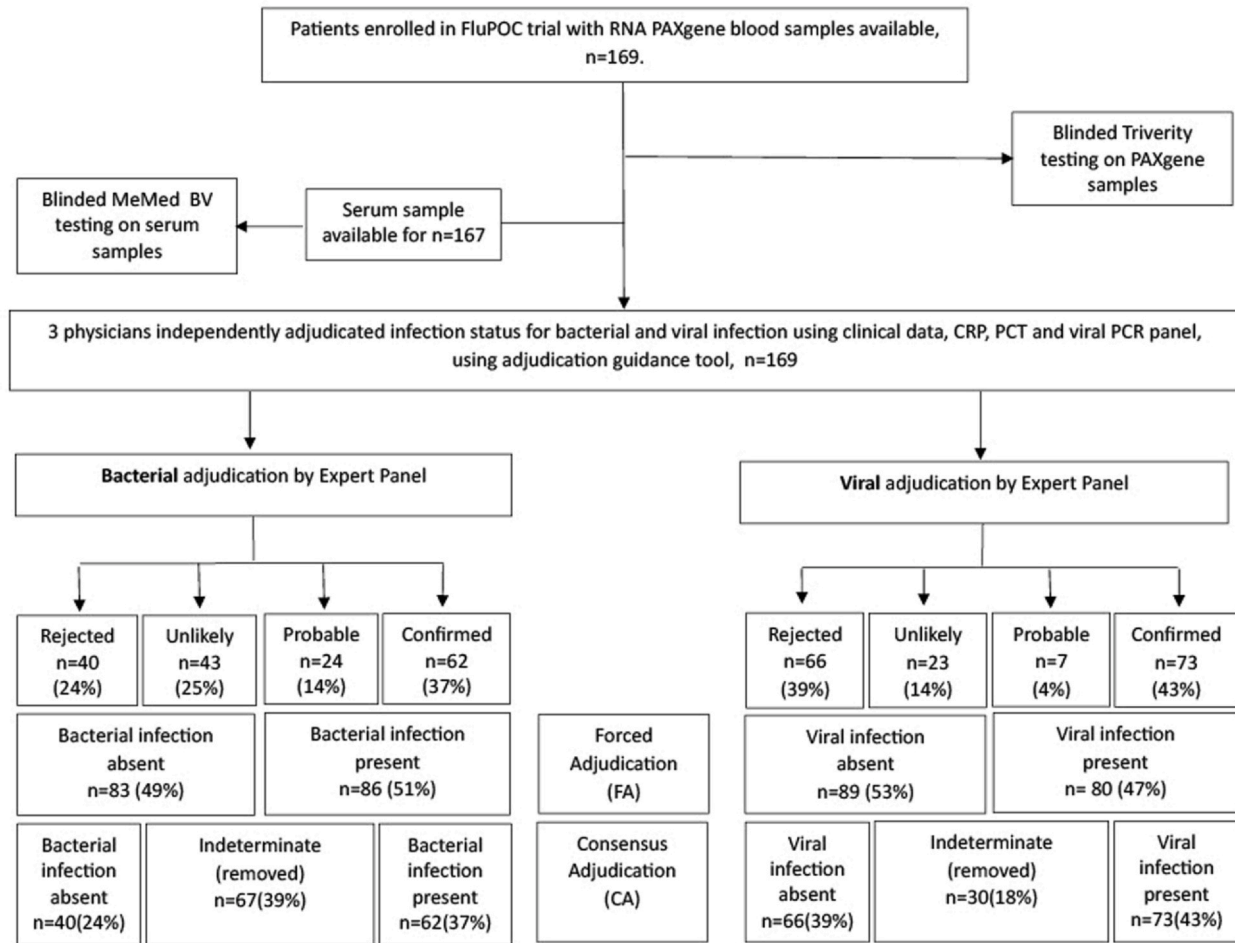 Patients enrolled in FluPOC trial with RNA PAXgene blood samples available,
n=169.
Blinded Triverity
testing on PAXgene
samples
Blinded MeMed BV
testing on serum
samples
Serum sample
available for n=167
3 physicians independently adjudicated infection status for bacterial and viral infection using clinical data, CRP, PCT and viral PCR panel,
using adjudication guidance tool, n=169
Bacterial adjudication by Expert Panel
Viral adjudication by Expert Panel
Rejected
n=40
(24%)
Unlikely
n=43
(25%)
Probable
n=24
(14%)
Confirmed
n=62
(37%)
Rejected
n=66
(39%)
Unlikely
n=23
(14%)
Probable
n=7
(4%)
Confirmed
n=73
(43%)
Bacterial infection
absent
n=83 (49%)
Bacterial infection
present
n=86 (51%)
Forced
Adjudication
(FA)
Viral infection
absent
n=89 (53%)
Viral infection
present
n= 80 (47%)
Bacterial
infection
absent
n=40(24%)
Indeterminate
(removed)
n=67(39%)
Bacterial
infection
present
n=62(37%)
Consensus
Adjudication
(CA)
Viral
infection
absent
n=66(39%)
Indeterminate
(removed)
n=30(18%)
Viral
infection
present
n=73(43%)